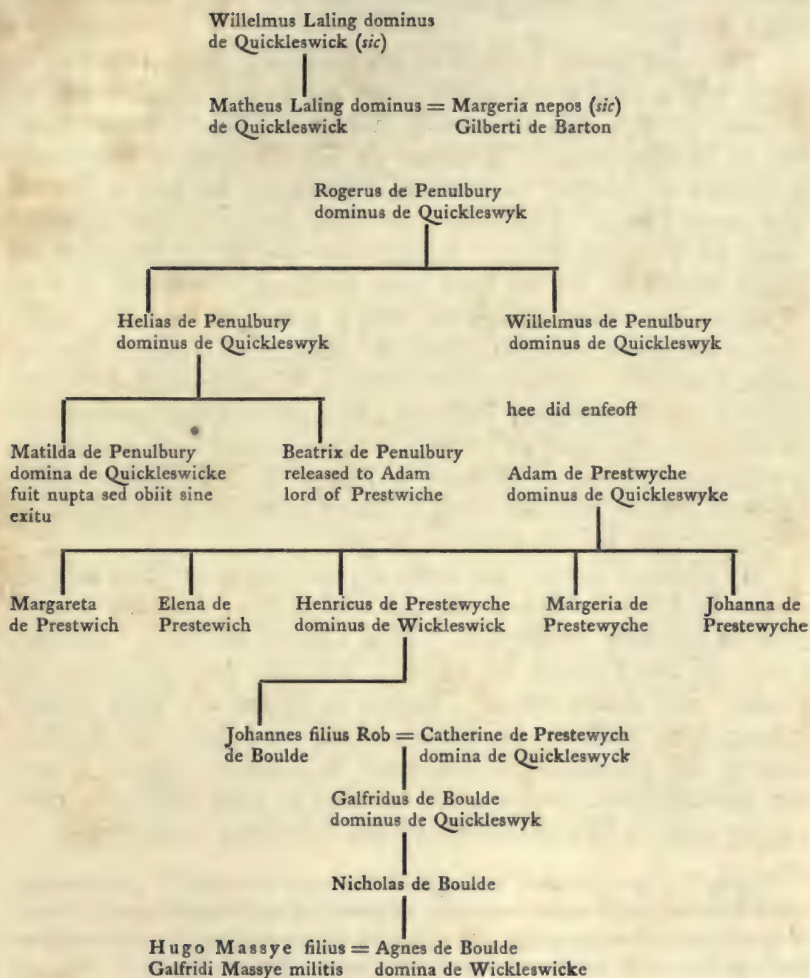 Willelmus Laling dominus
de Quickleswick (sic)
Matheus Laling dominus = Margeria nepos (sic)
de Quickleswick Gilberti de Barton
Rogerus de Penulbury
dominus de Quickleswyk
Helias de Penulbury
dominus de Quickleswyk
Willelmus de Penulbury
dominus de Quickleswyk
hee did enfeoff
Matilda de Penulbury
domina de Quickleswicke
fuit nupta sed obiit sine
exitu
Beatrix de Penulbury
released to Adam
lord of Prestwiche
Adam de Prestwyche
dominus de Quickleswyke
Margareta
de Prestwich
Elena de
Prestewich
Henricus de Prestewyche
dominus de Wickleswick
Margeria de
Prestewyche
Johanna de
Prestewyche
Johannes filius Rob = Catherine de Prestewych
de Boulde domina de Quickleswyck
Galfridus de Boulde
dominus de Quickleswyk
Nicholas de Boulde
Hugo Massye filius = Agnes de Boulde
Galfridi Massye militis domina de Wickleswicke